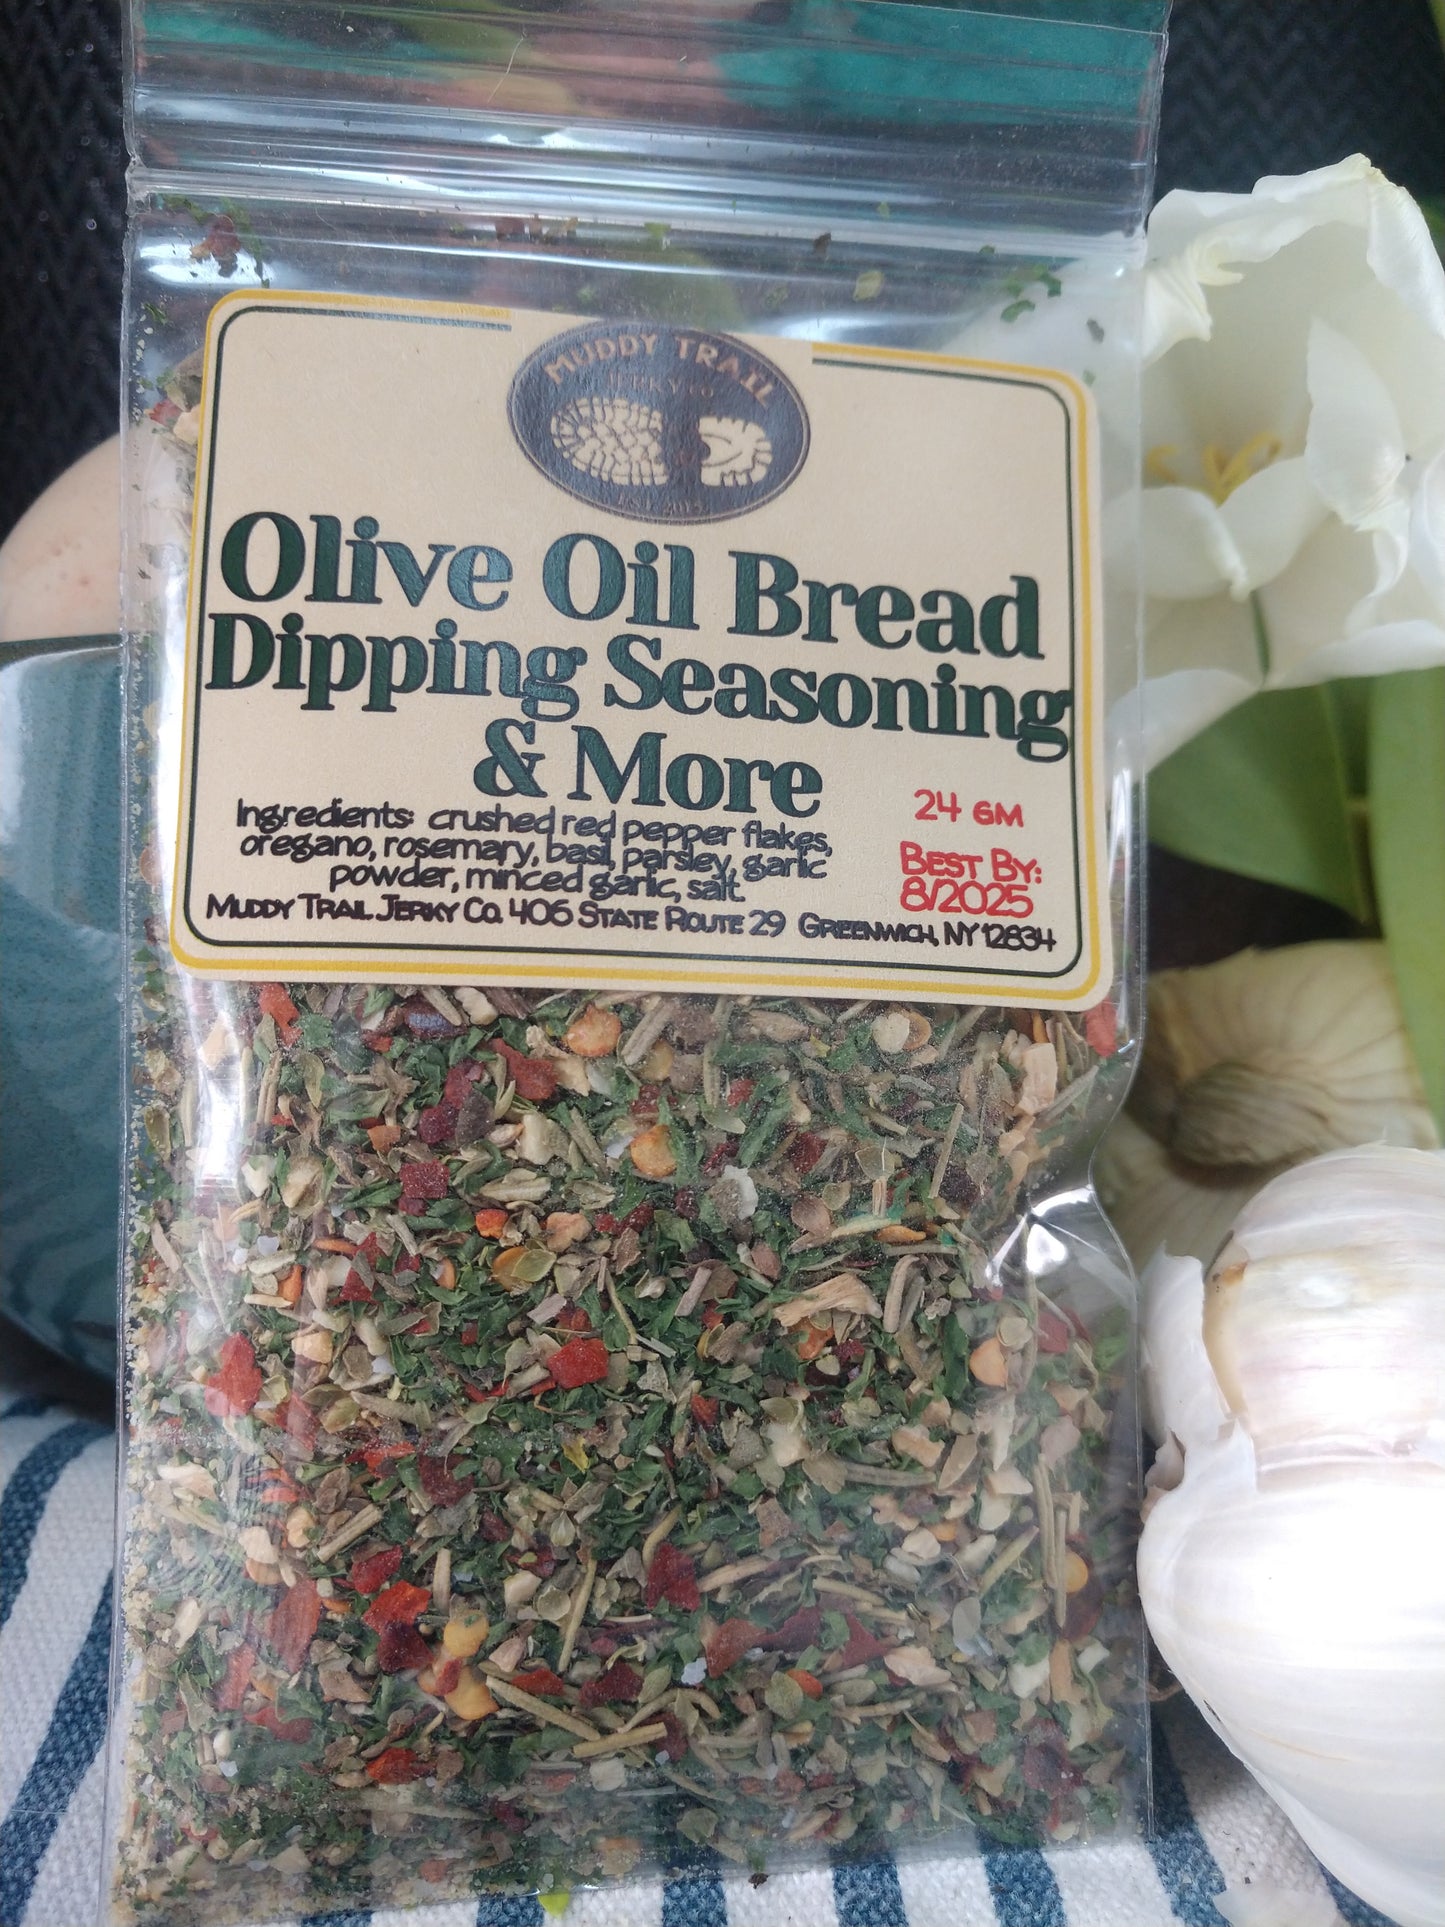 MUDDY TRAIL
JERKY CO
EST. 2015
Olive Oil Bread
Dipping Seasoning
& More
Ingredients: crushed red pepper flakes,
oregano, rosemary, basil, parsley, garlic
powder, minced garlic, salt.
24 GM
BEST BY:
8/2025
MUDDY TRAIL JERKY CO. 406 STATE ROUTE 29 GREENWICH, NY 12834